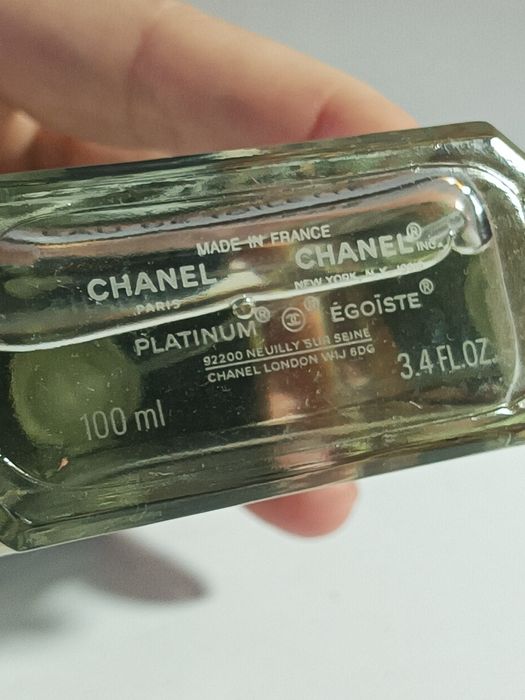 MADE IN FRANCE
CHANEL CHANEL® INC.
PARIS NEW YORK, N.Y.
PLATINUM® ® ÉGOÏSTE®
92200 NEUILLY SUR SEINE
CHANEL LONDON W1J 6DG
100 ml 3.4 FL.OZ.